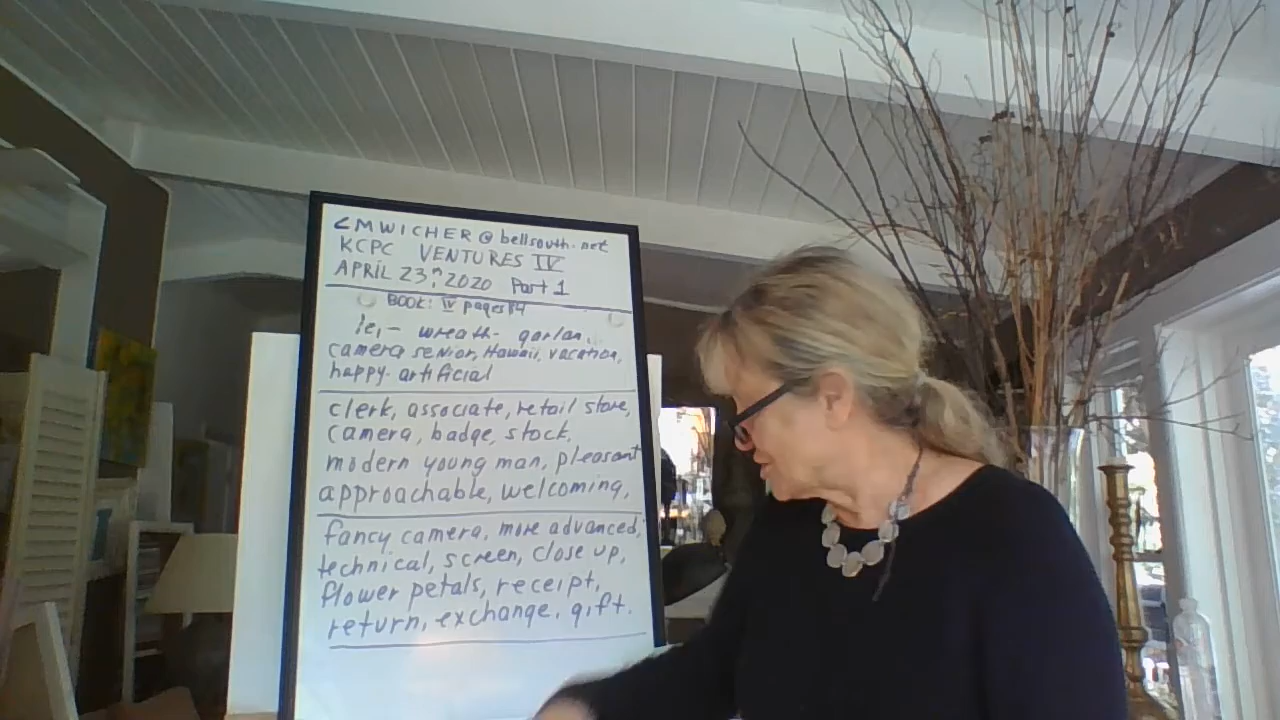 LMWICHER@bellsouth.net
KCPC VENTURES IV
APRIL 23rd, 2020 Part 1
BOOK: IV pages 84
lei- wreath- garlan,
camera senior, Hawaii, vacation,
happy- artificial
clerk, associate, retail store,
camera, badge, stock,
modern young man, pleasant
approachable, welcoming,
fancy camera, more advanced,
technical, screen, close up,
flower petals, receipt,
return, exchange, gift.